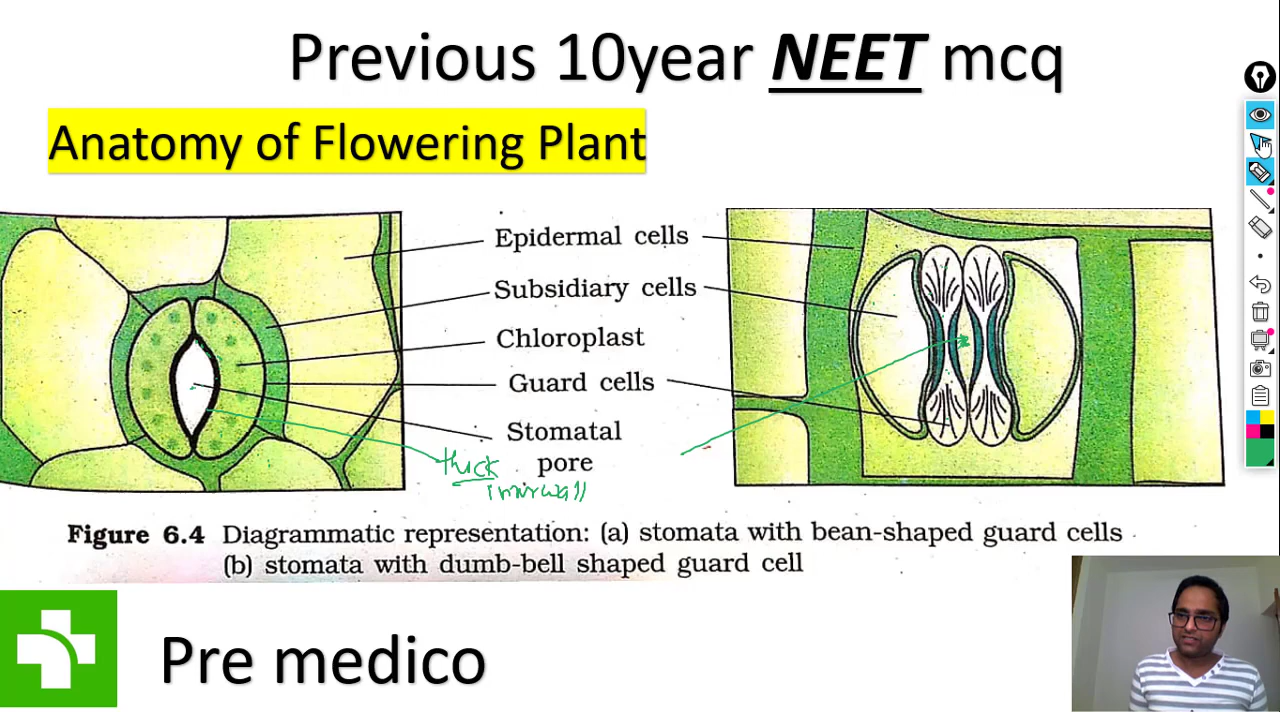 Previous 10year NEET mcq
Anatomy of Flowering Plant
Epidermal cells
Subsidiary cells
Chloroplast
Guard cells
Stomatal
pore
thick
Figure 6.4 Diagrammatic representation: (a) stomata with bean-shaped guard cells
(b) stomata with dumb-bell shaped guard cell
Pre medico